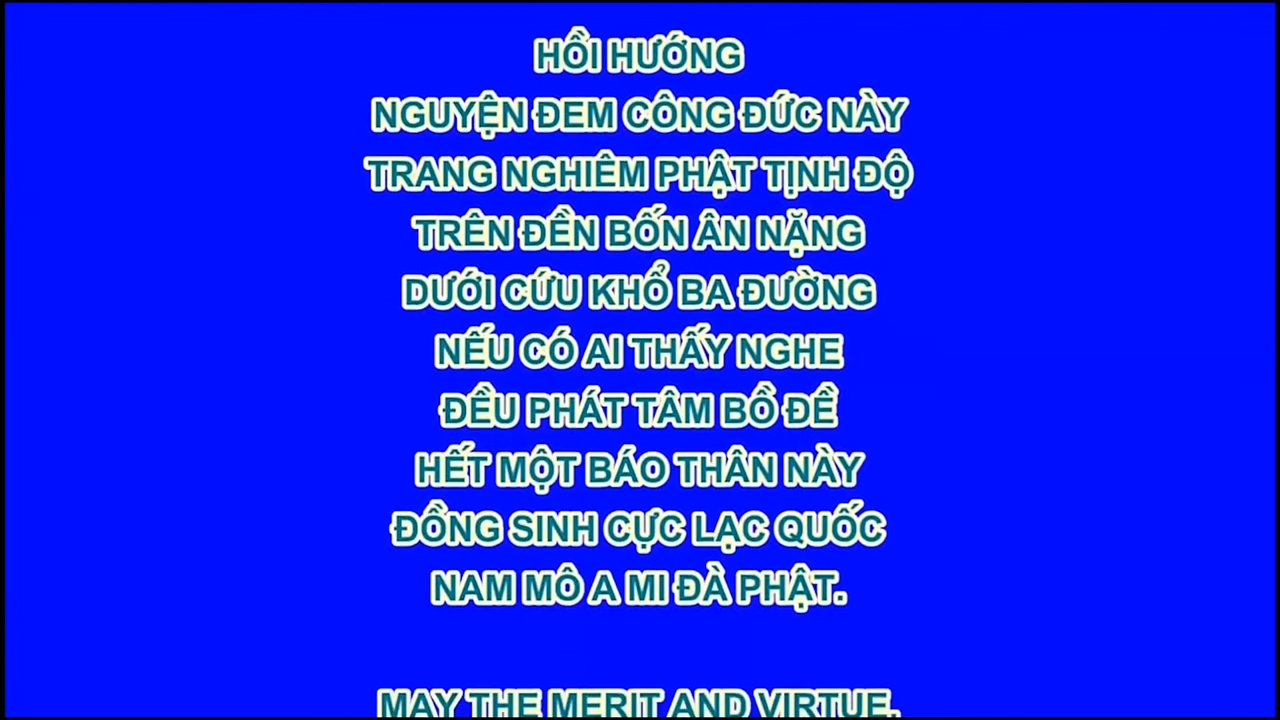 HỒI HƯỚNG
NGUYỆN ĐEM CÔNG ĐỨC NÀY
TRANG NGHIÊM PHẬT TỊNH ĐỘ
TRÊN ĐỀN BỐN ÂN NẶNG
DƯỚI CỨU KHỔ BA ĐƯỜNG
NẾU CÓ AI THẤY NGHE
ĐỀU PHÁT TÂM BỒ ĐỀ
HẾT MỘT BÁO THÂN NÀY
ĐỒNG SINH CỰC LẠC QUỐC
NAM MÔ A MI ĐÀ PHẬT.
MAY THE MERIT AND VIRTUE,